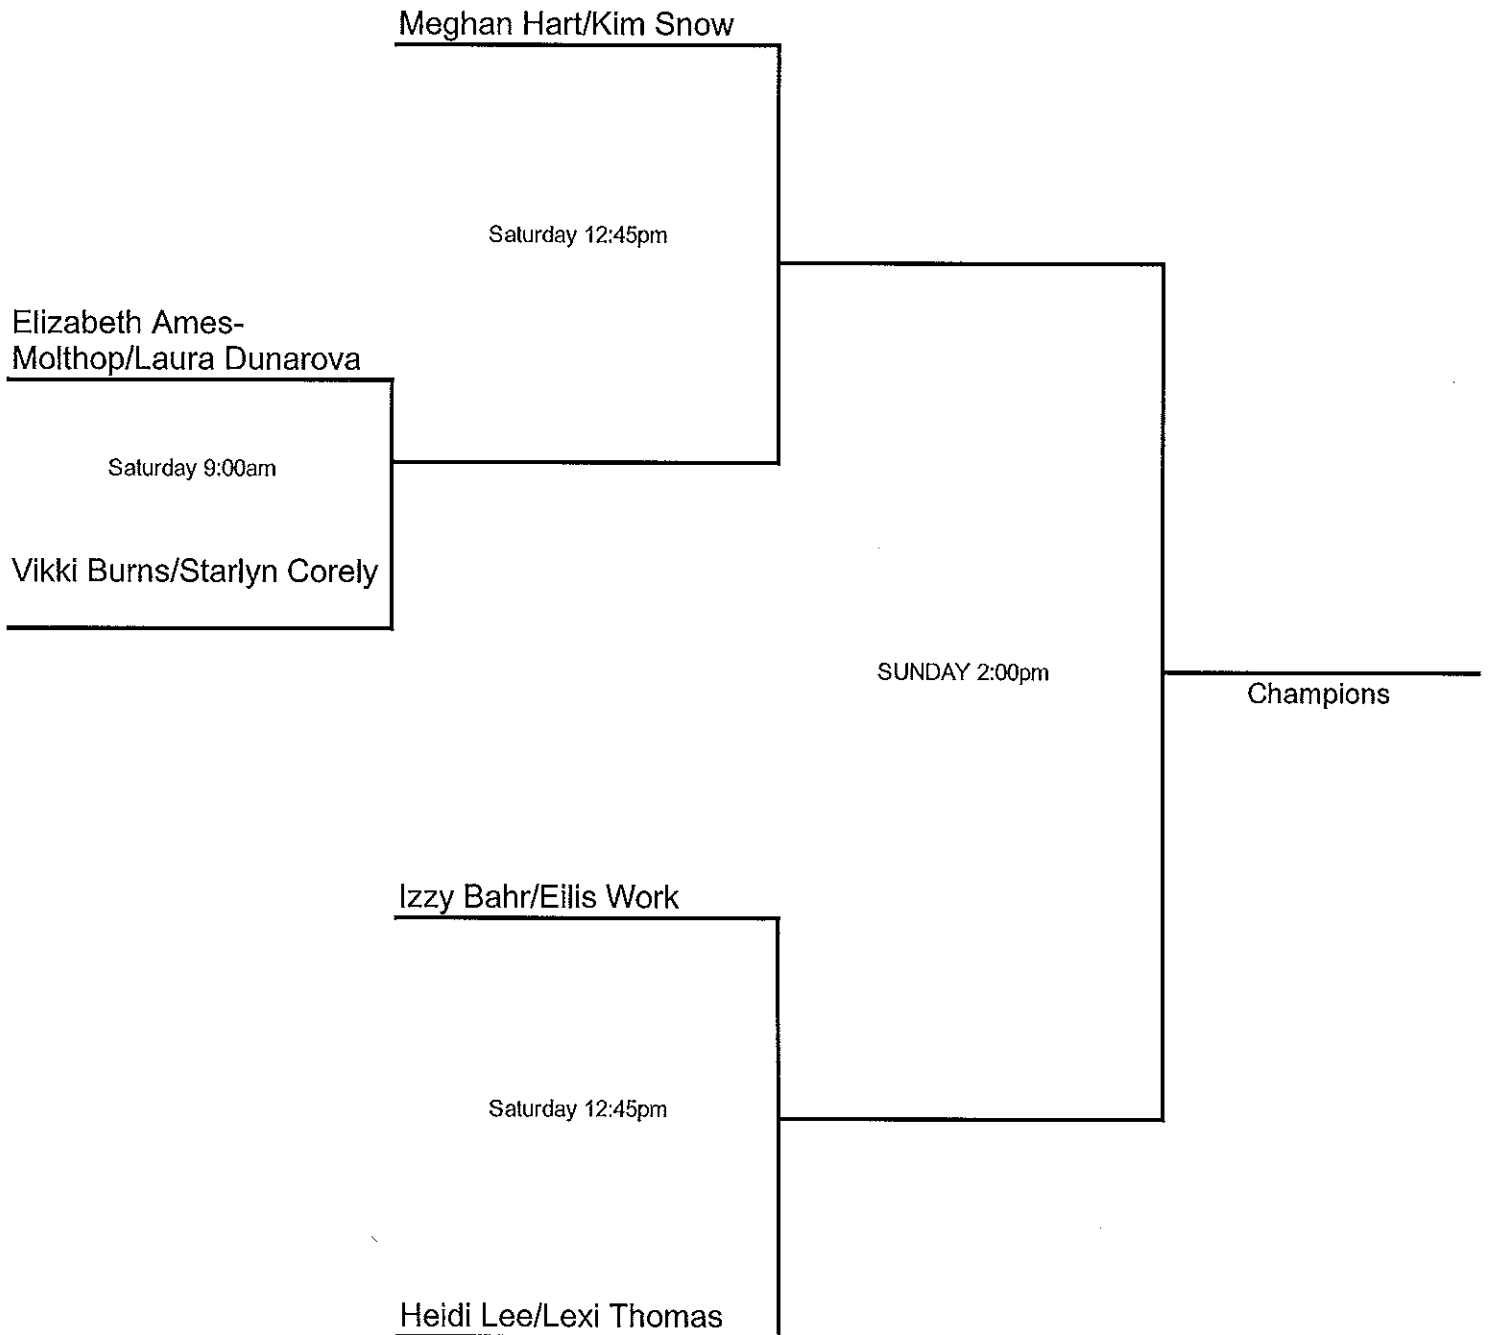 Meghan Hart/Kim Snow
Saturday 12:45pm
Elizabeth Ames-
Molthop/Laura Dunarova
Saturday 9:00am
Vikki Burns/Starlyn Corely
SUNDAY 2:00pm
Champions
Izzy Bahr/Eilis Work
Saturday 12:45pm
Heidi Lee/Lexi Thomas